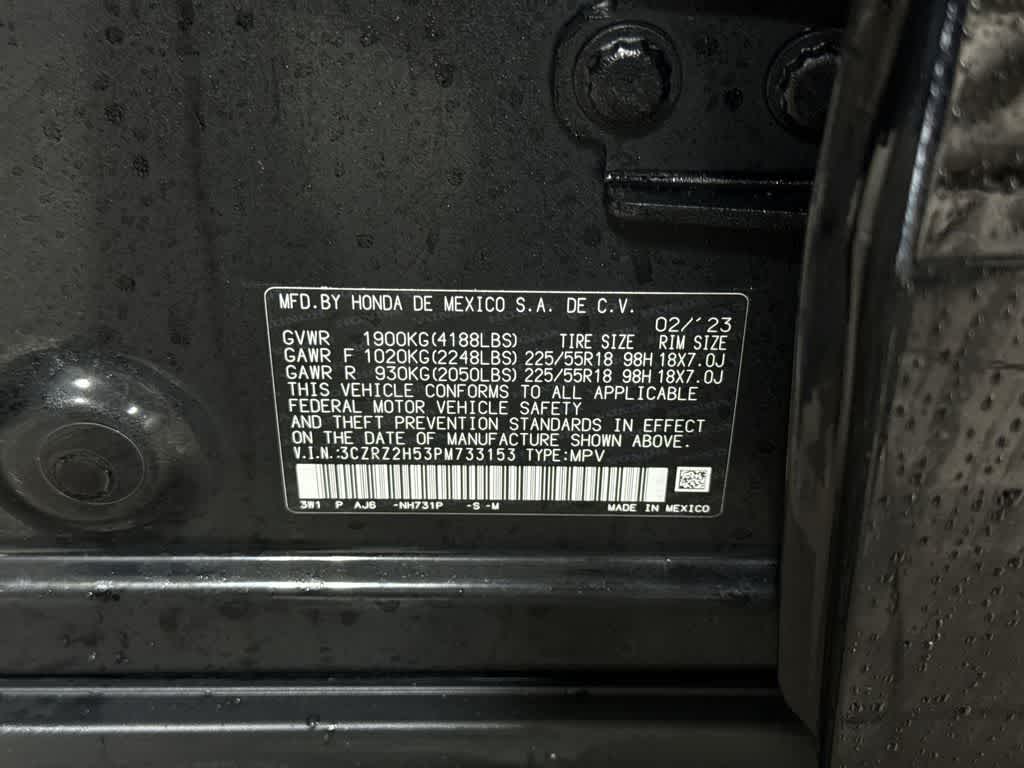 MFD.BY HONDA DE MEXICO S.A. DE C.V.
02/'23
GVWR 1900KG(4188LBS) TIRE SIZE RIM SIZE
GAWR F 1020KG(2248LBS) 225/55R18 98H 18X7.0J
GAWR R 930KG(2050LBS) 225/55R18 98H 18X7.0J
THIS VEHICLE CONFORMS TO ALL APPLICABLE
FEDERAL MOTOR VEHICLE SAFETY
AND THEFT PREVENTION STANDARDS IN EFFECT
ON THE DATE OF MANUFACTURE SHOWN ABOVE.
V.I.N.:3CZRZ2H53PM733153 TYPE:MPV
3W1 P AJ6 -NH731P -S -M MADE IN MEXICO